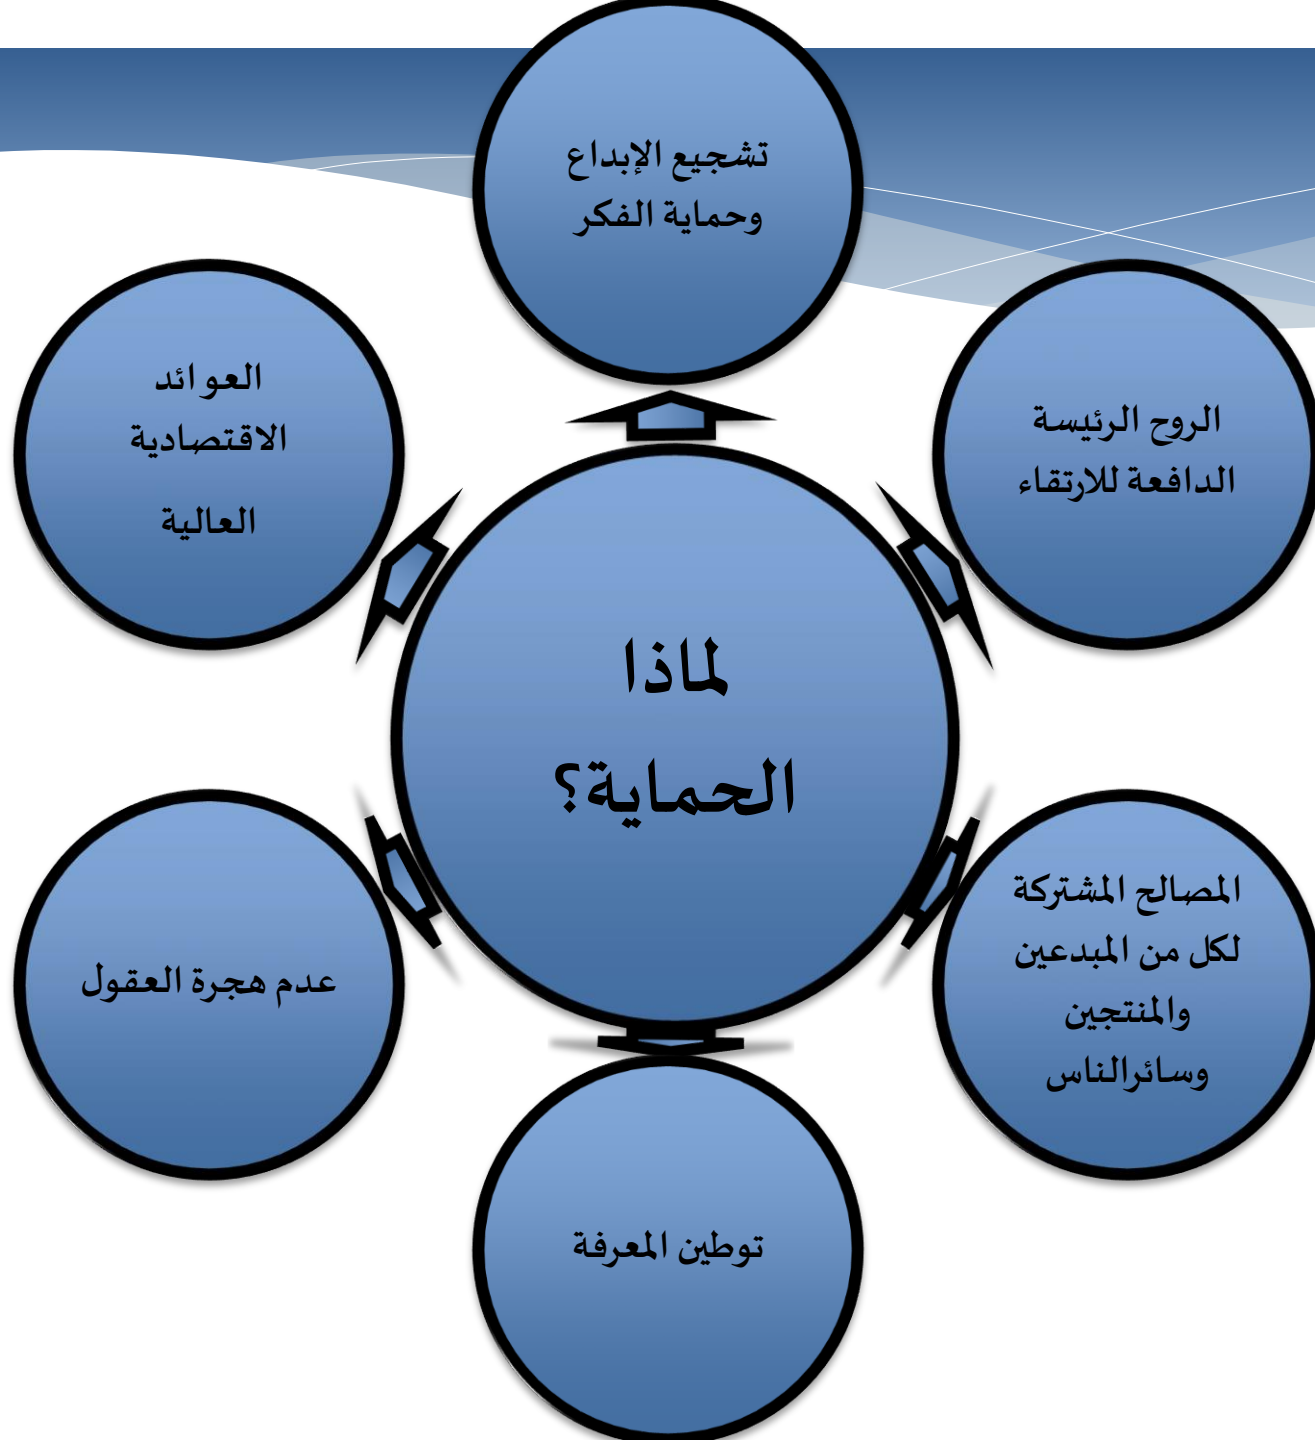 تشجيع الإبداع
وحماية الفكر
الروح الرئيسة
الدافعة للارتقاء
المصالح المشتركة
لكل من المبدعين
والمنتجين
وسائرالناس
توطين المعرفة
عدم هجرة العقول
العوائد
الاقتصادية
العالية
لماذا
الحماية؟